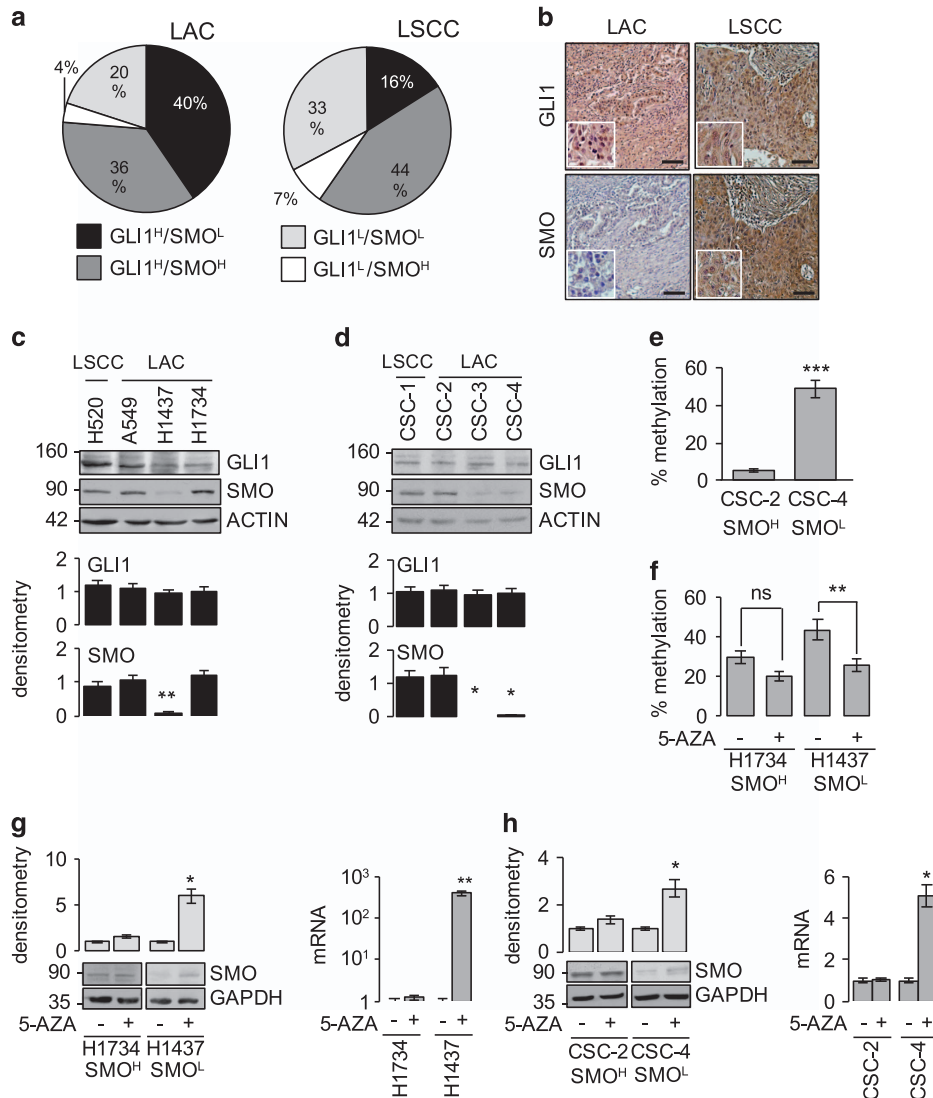 a
LAC
LSCC
4%
20
%
40%
36
%
16%
33
%
44
%
7%
GLI1ᴴ/SMOᴸ
GLI1ᴴ/SMOᴴ
GLI1ᴸ/SMOᴸ
GLI1ᴸ/SMOᴴ
b
LAC
LSCC
GLI1
SMO
c
LSCC
LAC
H520
A549
H1437
H1734
160
GLI1
90
SMO
42
ACTIN
densitometry
GLI1
2
1
0
SMO
2
1
0
**
d
LSCC
LAC
CSC-1
CSC-2
CSC-3
CSC-4
160
GLI1
90
SMO
42
ACTIN
densitometry
GLI1
2
1
0
SMO
2
1
0
*
*
e
% methylation
60
40
20
0
***
CSC-2
SMOᴴ
CSC-4
SMOᴸ
f
% methylation
60
40
20
0
ns
**
5-AZA
- + - +
H1734
SMOᴴ
H1437
SMOᴸ
g
densitometry
10
5
0
*
90
SMO
35
GAPDH
5-AZA
- + - +
H1734
SMOᴴ
H1437
SMOᴸ
mRNA
10³
10²
10¹
1
**
5-AZA
- + - +
H1734
H1437
h
densitometry
4
2
0
*
90
SMO
35
GAPDH
5-AZA
- + - +
CSC-2
SMOᴴ
CSC-4
SMOᴸ
mRNA
6
4
2
0
*
- + - +
CSC-2
CSC-4